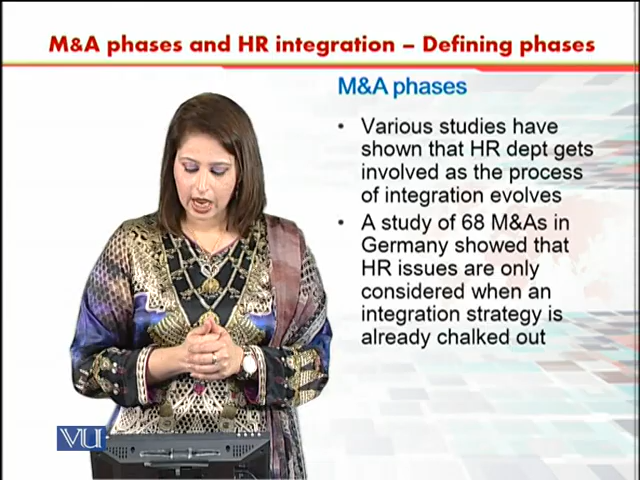 M&A phases and HR integration – Defining phases
M&A phases
• Various studies have
shown that HR dept gets
involved as the process
of integration evolves
• A study of 68 M&As in
Germany showed that
HR issues are only
considered when an
integration strategy is
already chalked out
VU